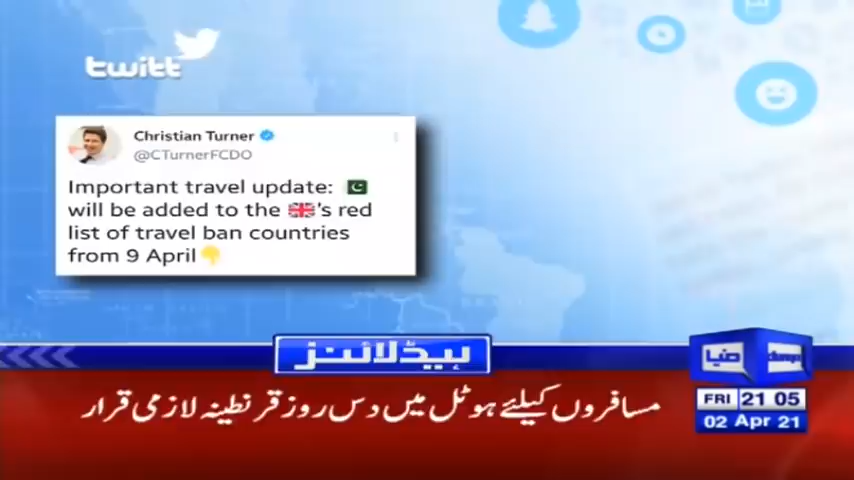 twitt
Christian Turner
@CTurnerFCDO
Important travel update: 🇵🇰
will be added to the 🇬🇧's red
list of travel ban countries
from 9 April👇
ہیڈلائنز
دنیا
مسافروں کیلئے ہوٹل میں دس روز قرنطینہ لازمی قرار
FRI 21 05
02 Apr 21